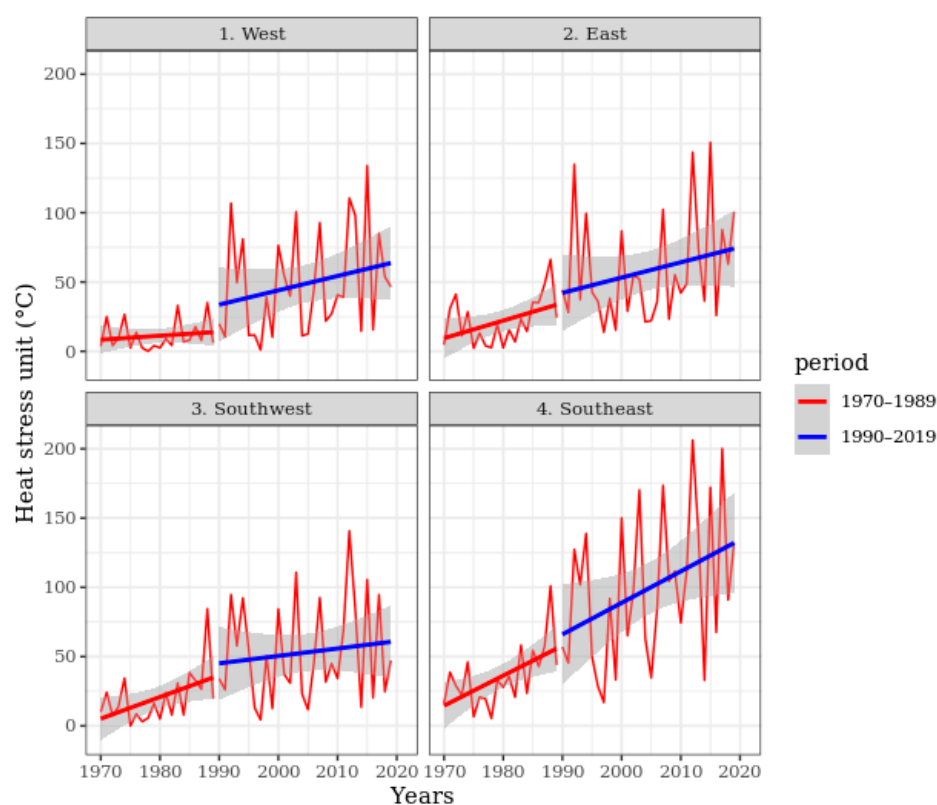 1. West
2. East
200
150
100
50
0
3. Southwest
4. Southeast
200
150
100
50
0
1970 1980 1990 2000 2010 2020 1970 1980 1990 2000 2010 2020
Years
Heat stress unit (°C)
period
1970–1989
1990–2019